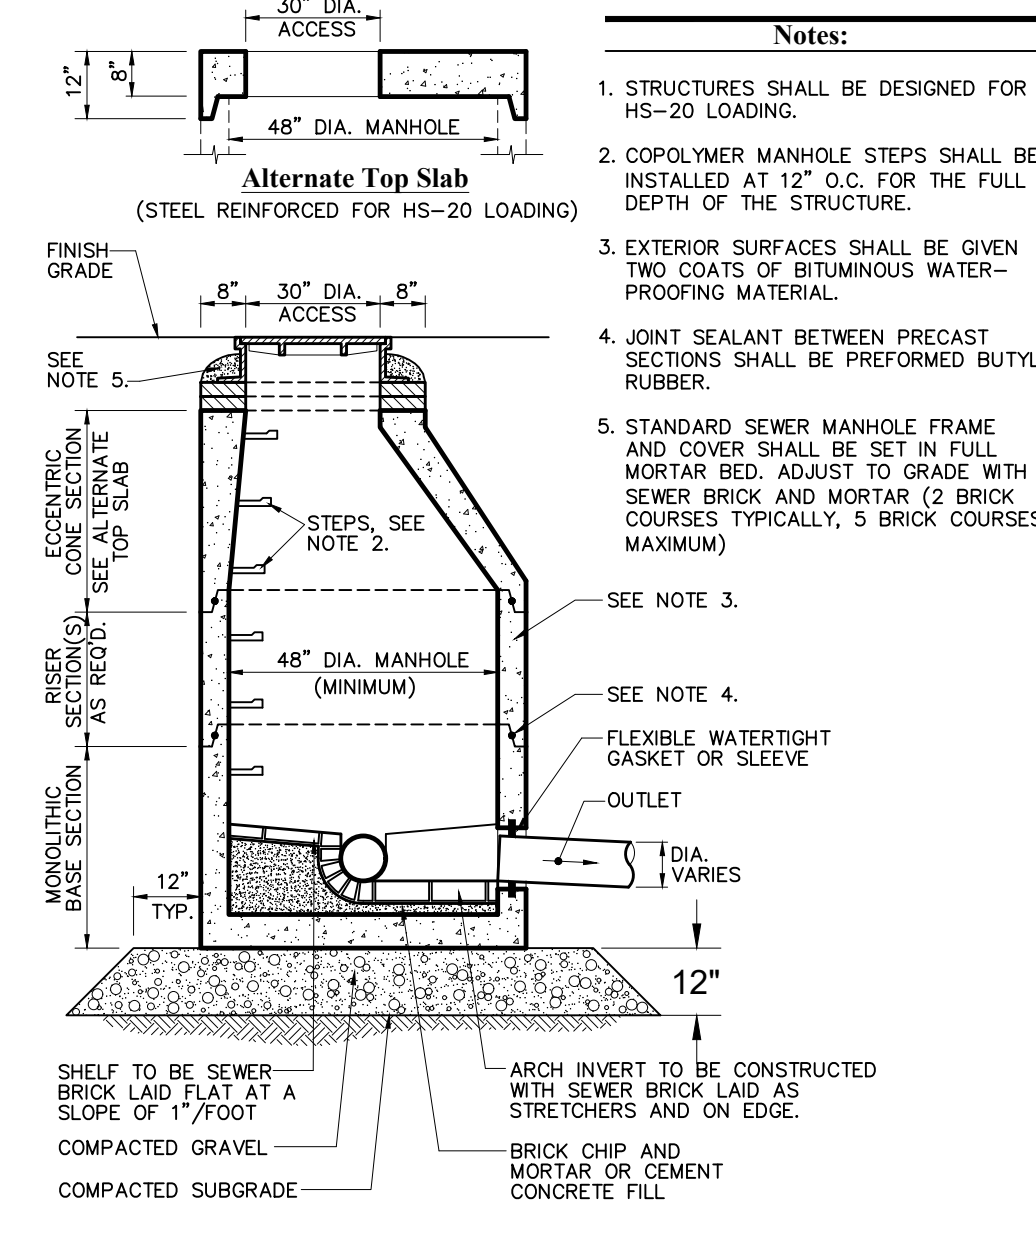 30" DIA.
ACCESS
12"
8"
48" DIA. MANHOLE
Alternate Top Slab
(STEEL REINFORCED FOR HS-20 LOADING)
FINISH
GRADE
8"
30" DIA.
ACCESS
8"
SEE
NOTE 5.
ECCENTRIC
CONE SECTION
SEE ALTERNATE
TOP SLAB
STEPS, SEE
NOTE 2.
RISER
SECTION(S)
AS REQ'D.
48" DIA. MANHOLE
(MINIMUM)
MONOLITHIC
BASE SECTION
12"
TYP.
SEE NOTE 3.
SEE NOTE 4.
FLEXIBLE WATERTIGHT
GASKET OR SLEEVE
OUTLET
DIA.
VARIES
12"
SHELF TO BE SEWER
BRICK LAID FLAT AT A
SLOPE OF 1"/FOOT
COMPACTED GRAVEL
COMPACTED SUBGRADE
ARCH INVERT TO BE CONSTRUCTED
WITH SEWER BRICK LAID AS
STRETCHERS AND ON EDGE.
BRICK CHIP AND
MORTAR OR CEMENT
CONCRETE FILL
Notes:
1. STRUCTURES SHALL BE DESIGNED FOR
HS-20 LOADING.
2. COPOLYMER MANHOLE STEPS SHALL BE
INSTALLED AT 12" O.C. FOR THE FULL
DEPTH OF THE STRUCTURE.
3. EXTERIOR SURFACES SHALL BE GIVEN
TWO COATS OF BITUMINOUS WATER-
PROOFING MATERIAL.
4. JOINT SEALANT BETWEEN PRECAST
SECTIONS SHALL BE PREFORMED BUTYL
RUBBER.
5. STANDARD SEWER MANHOLE FRAME
AND COVER SHALL BE SET IN FULL
MORTAR BED. ADJUST TO GRADE WITH
SEWER BRICK AND MORTAR (2 BRICK
COURSES TYPICALLY, 5 BRICK COURSES
MAXIMUM)